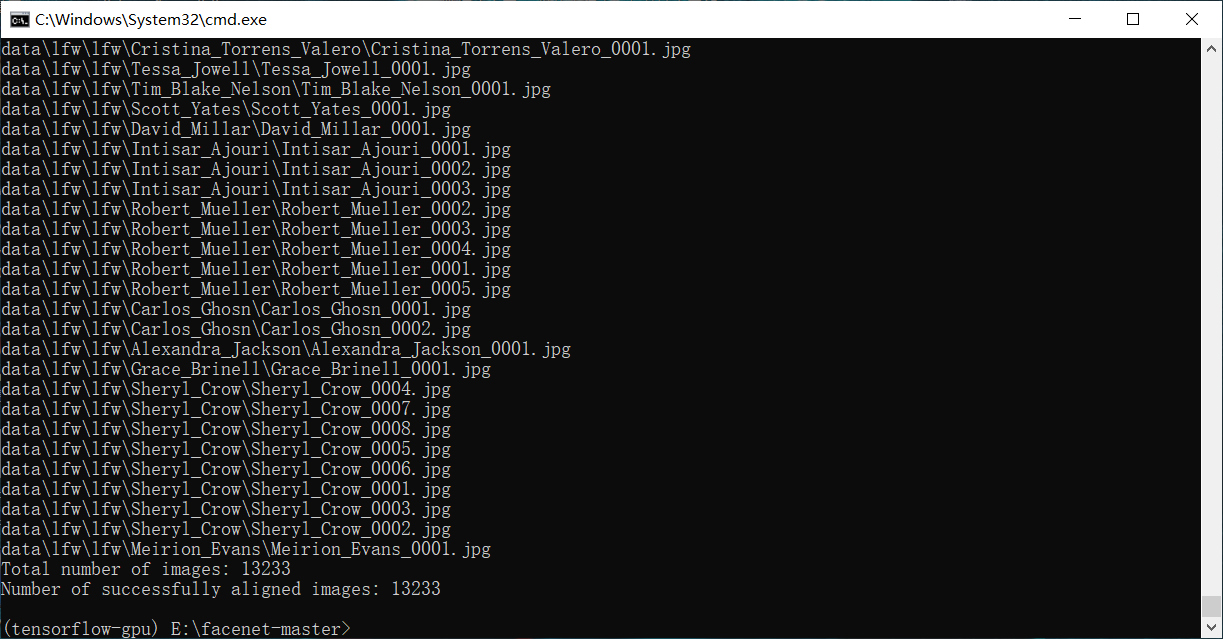 C:\Windows\System32\cmd.exe
data\lfw\lfw\Cristina_Torrens_Valero\Cristina_Torrens_Valero_0001.jpg
data\lfw\lfw\Tessa_Jowell\Tessa_Jowell_0001.jpg
data\lfw\lfw\Tim_Blake_Nelson\Tim_Blake_Nelson_0001.jpg
data\lfw\lfw\Scott_Yates\Scott_Yates_0001.jpg
data\lfw\lfw\David_Millar\David_Millar_0001.jpg
data\lfw\lfw\Intisar_Ajouri\Intisar_Ajouri_0001.jpg
data\lfw\lfw\Intisar_Ajouri\Intisar_Ajouri_0002.jpg
data\lfw\lfw\Intisar_Ajouri\Intisar_Ajouri_0003.jpg
data\lfw\lfw\Robert_Mueller\Robert_Mueller_0002.jpg
data\lfw\lfw\Robert_Mueller\Robert_Mueller_0003.jpg
data\lfw\lfw\Robert_Mueller\Robert_Mueller_0004.jpg
data\lfw\lfw\Robert_Mueller\Robert_Mueller_0001.jpg
data\lfw\lfw\Robert_Mueller\Robert_Mueller_0005.jpg
data\lfw\lfw\Carlos_Ghosn\Carlos_Ghosn_0001.jpg
data\lfw\lfw\Carlos_Ghosn\Carlos_Ghosn_0002.jpg
data\lfw\lfw\Alexandra_Jackson\Alexandra_Jackson_0001.jpg
data\lfw\lfw\Grace_Brinell\Grace_Brinell_0001.jpg
data\lfw\lfw\Sheryl_Crow\Sheryl_Crow_0004.jpg
data\lfw\lfw\Sheryl_Crow\Sheryl_Crow_0007.jpg
data\lfw\lfw\Sheryl_Crow\Sheryl_Crow_0008.jpg
data\lfw\lfw\Sheryl_Crow\Sheryl_Crow_0005.jpg
data\lfw\lfw\Sheryl_Crow\Sheryl_Crow_0006.jpg
data\lfw\lfw\Sheryl_Crow\Sheryl_Crow_0001.jpg
data\lfw\lfw\Sheryl_Crow\Sheryl_Crow_0003.jpg
data\lfw\lfw\Sheryl_Crow\Sheryl_Crow_0002.jpg
data\lfw\lfw\Meirion_Evans\Meirion_Evans_0001.jpg
Total number of images: 13233
Number of successfully aligned images: 13233
(tensorflow-gpu) E:\facenet-master>